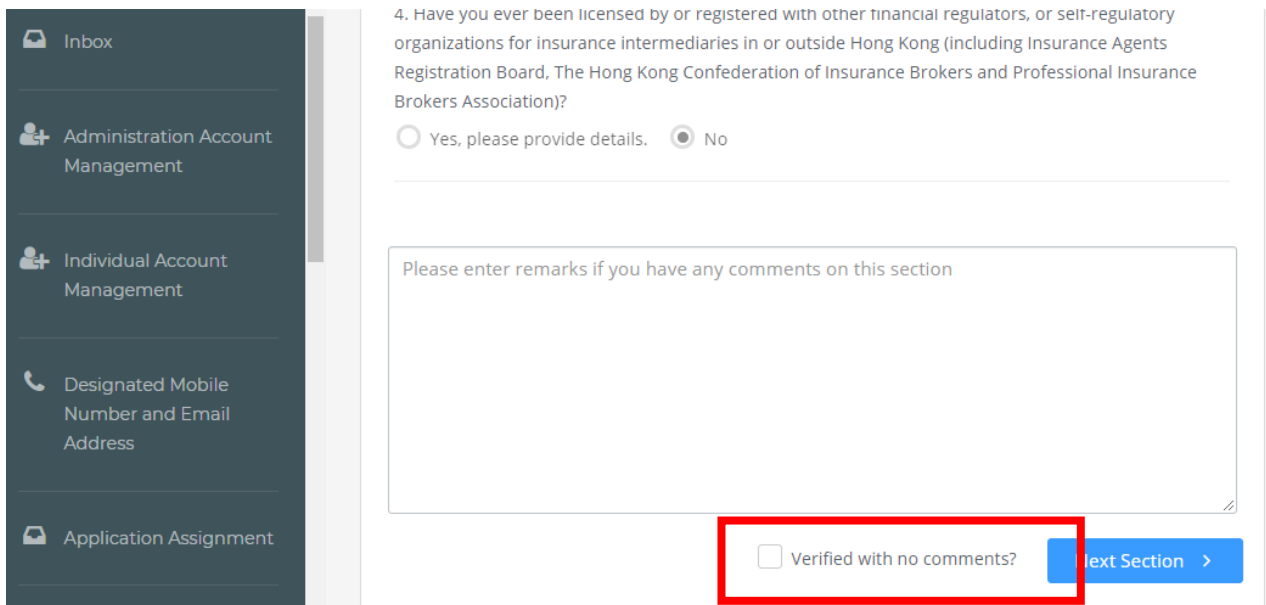 Inbox
Administration Account
Management
Individual Account
Management
Designated Mobile
Number and Email
Address
Application Assignment
4. Have you ever been licensed by or registered with other financial regulators, or self-regulatory
organizations for insurance intermediaries in or outside Hong Kong (including Insurance Agents
Registration Board, The Hong Kong Confederation of Insurance Brokers and Professional Insurance
Brokers Association)?
Yes, please provide details. No
Please enter remarks if you have any comments on this section
Verified with no comments? Next Section >